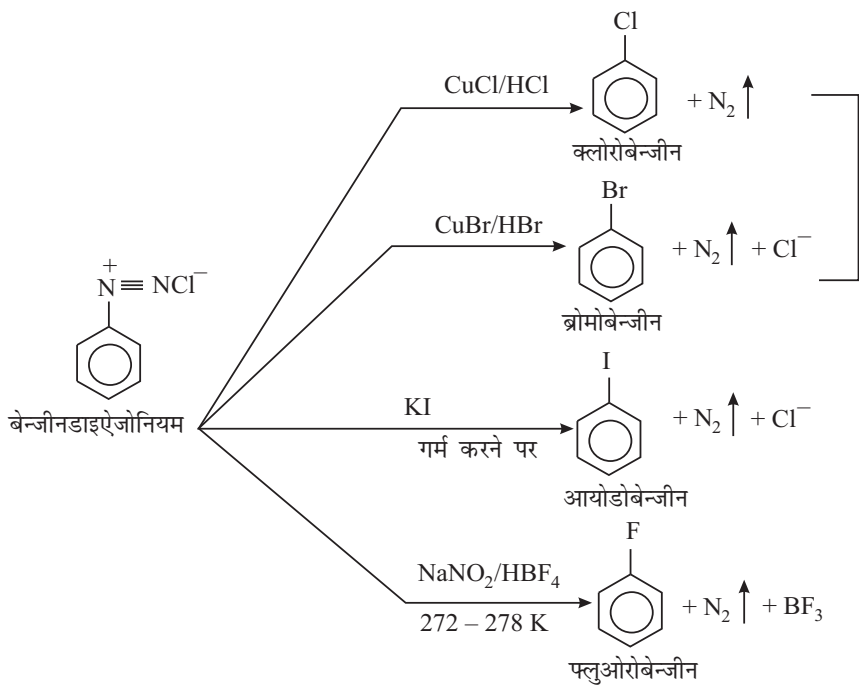 Cl
CuCl/HCl
+ N₂ ↑
क्लोरोबेन्जीन
Br
CuBr/HBr
+ N₂ ↑ + Cl⁻
ब्रोमोबेन्जीन
+
N ≡ NCl⁻
बेन्जीनडाइऐजोनियम
I
KI
गर्म करने पर
+ N₂ ↑ + Cl⁻
आयोडोबेन्जीन
F
NaNO₂/HBF₄
272 – 278 K
+ N₂ ↑ + BF₃
फ्लुओरोबेन्जीन